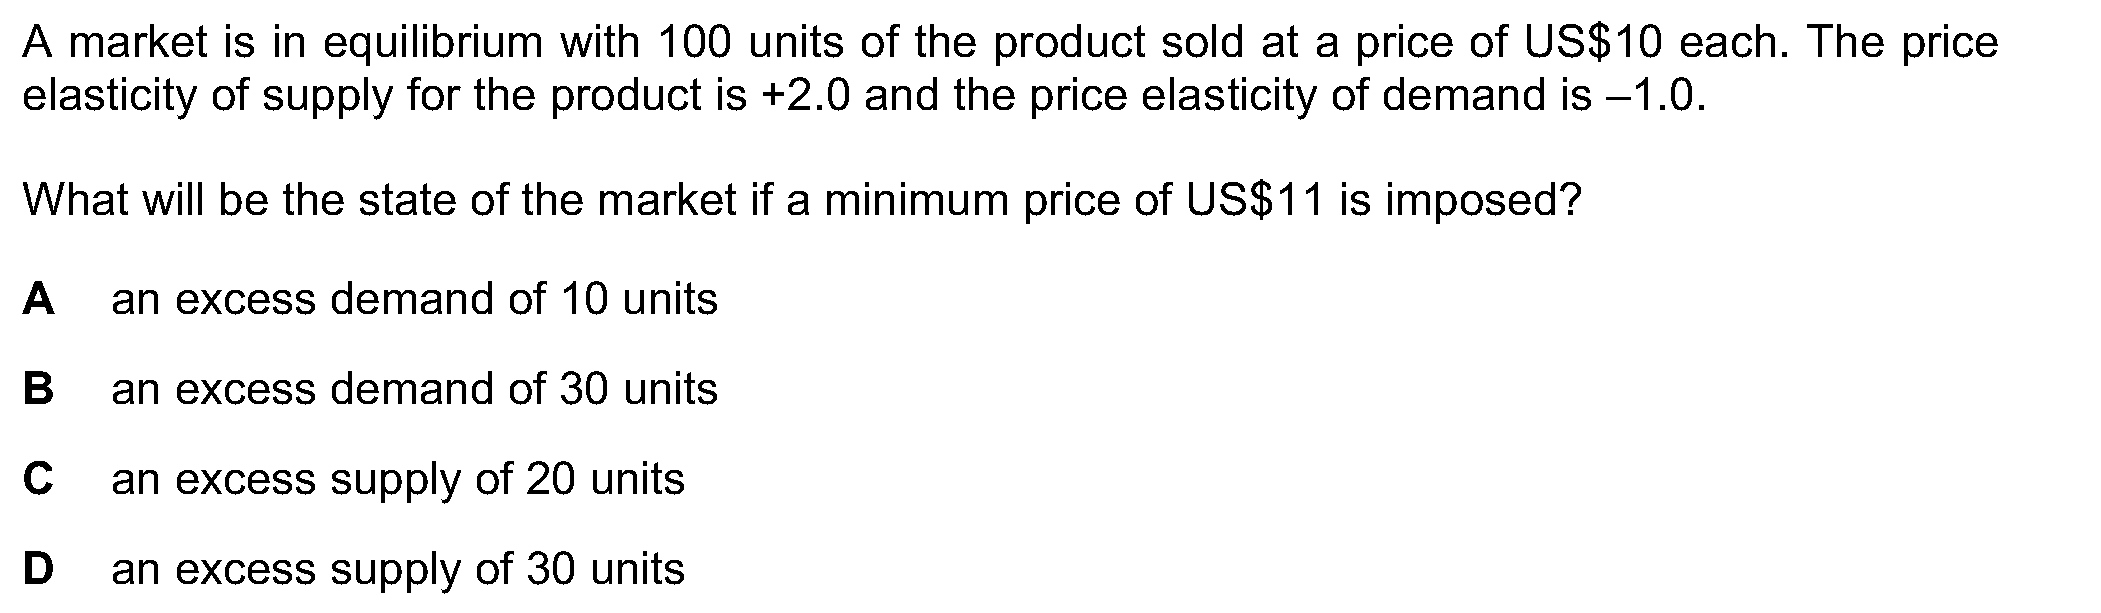 A market is in equilibrium with 100 units of the product sold at a price of US$10 each. The price
elasticity of supply for the product is +2.0 and the price elasticity of demand is –1.0.
What will be the state of the market if a minimum price of US$11 is imposed?
A an excess demand of 10 units
B an excess demand of 30 units
C an excess supply of 20 units
D an excess supply of 30 units